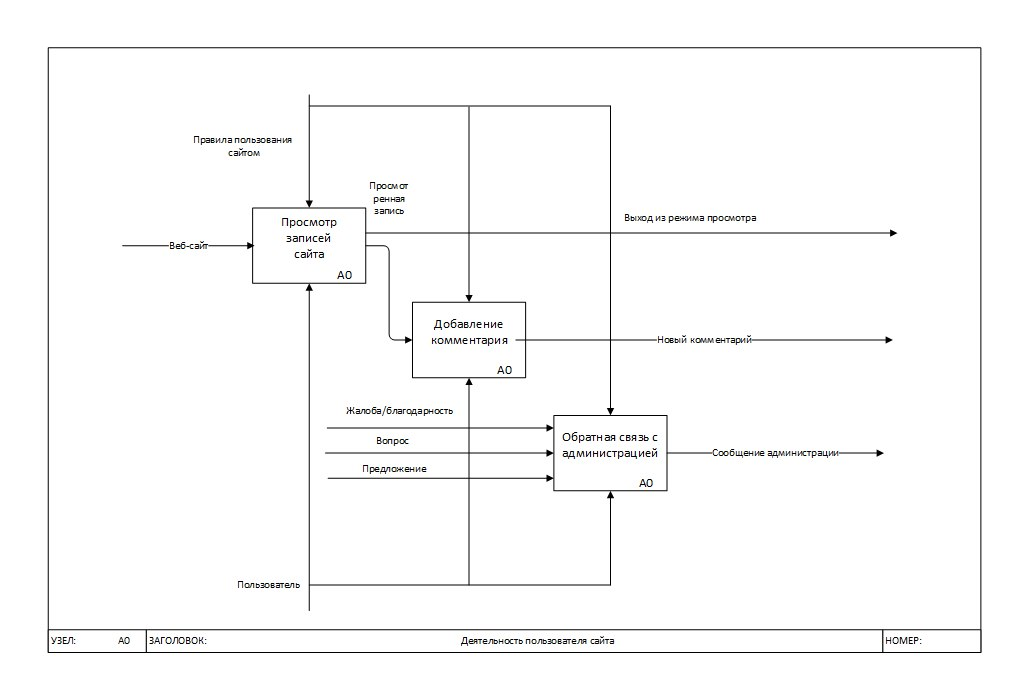 Правила пользования
сайтом
Просмот
ренная
запись
Выход из режима просмотра
Просмотр
записей
сайта
A0
Веб-сайт
Добавление
комментария
A0
Новый комментарий
Жалоба/благодарность
Вопрос
Предложение
Обратная связь с
администрацией
A0
Сообщение администрации
Пользователь
УЗЕЛ: A0 ЗАГОЛОВОК: Деятельность пользователя сайта НОМЕР: